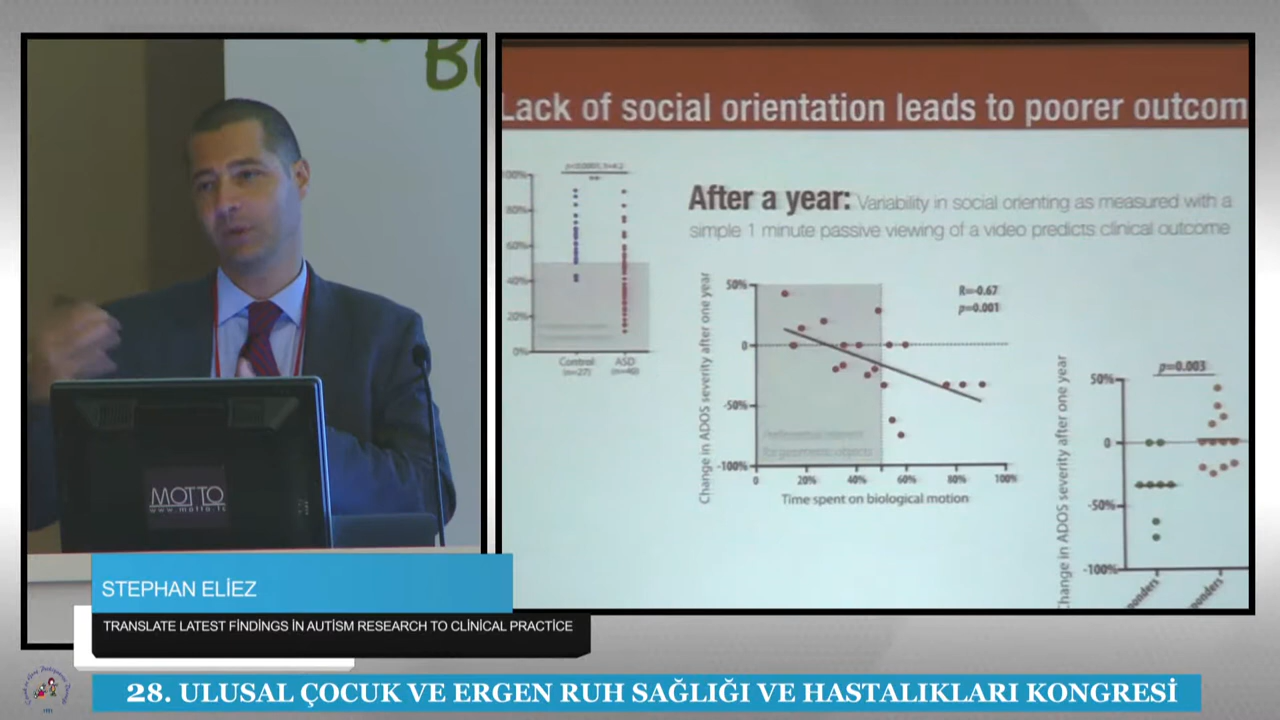 Lack of social orientation leads to poorer outcom
100%
80%
60%
40%
20%
0%
Control
(n=27)
ASD
After a year: Variability in social orienting as measured with a
simple 1 minute passive viewing of a video predicts clinical outcome
Change in ADOS severity after one year
50%
0
-50%
-100%
R=-0.67
p=0.001
0
20%
40%
60%
80%
100%
Time spent on biological motion
Change in ADOS severity after one year
50%
0
-50%
-100%
p=0.003
ponders
ponders
MOTTO
STEPHAN ELİEZ
TRANSLATE LATEST FİNDİNGS İN AUTİSM RESEARCH TO CLİNİCAL PRACTİCE
28. ULUSAL ÇOCUK VE ERGEN RUH SAĞLIĞI VE HASTALIKLARI KONGRESİ